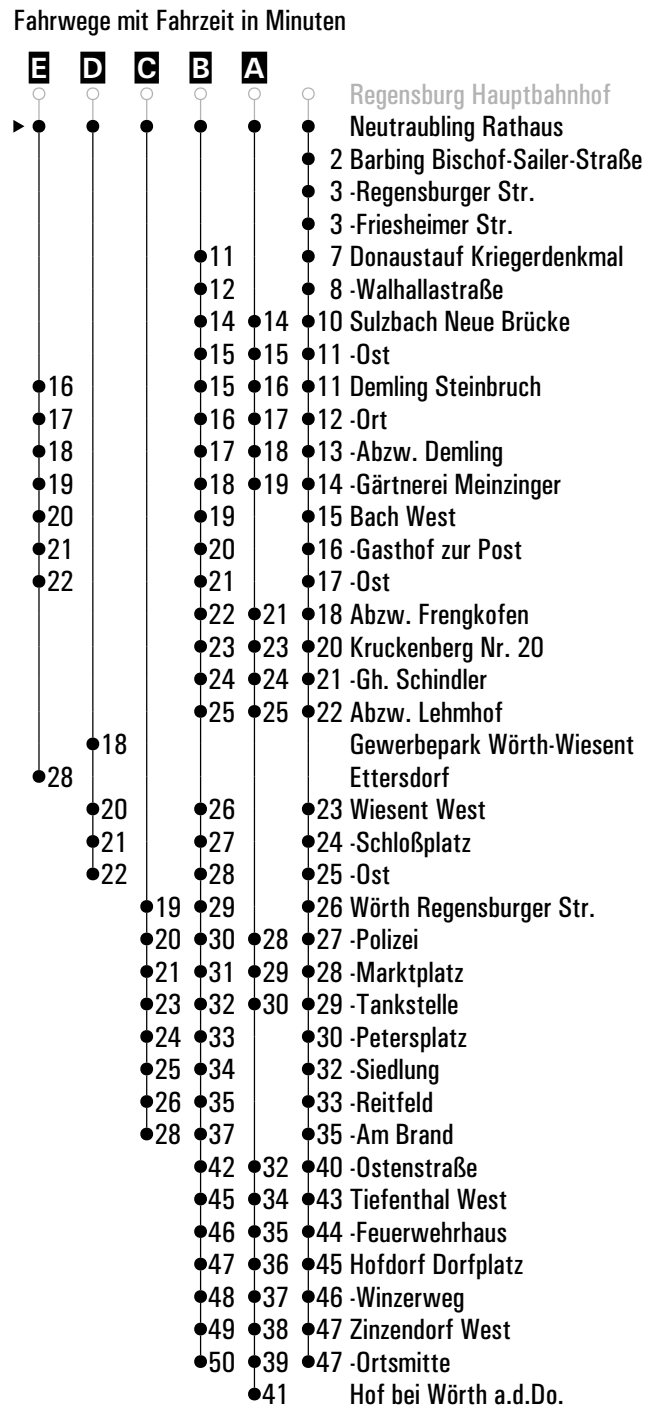 Fahrwege mit Fahrzeit in Minuten
E D C B A
Regensburg Hauptbahnhof
Neutraubling Rathaus
2 Barbing Bischof-Sailer-Straße
3 -Regensburger Str.
3 -Friesheimer Str.
11 7 Donaustauf Kriegerdenkmal
12 8 -Walhallastraße
14 14 10 Sulzbach Neue Brücke
15 15 11 -Ost
16 15 16 11 Demling Steinbruch
17 16 17 12 -Ort
18 17 18 13 -Abzw. Demling
19 18 19 14 -Gärtnerei Meinzinger
20 19 15 Bach West
21 20 16 -Gasthof zur Post
22 21 17 -Ost
22 21 18 Abzw. Frengkofen
23 23 20 Kruckenberg Nr. 20
24 24 21 -Gh. Schindler
25 25 22 Abzw. Lehmhof
18 Gewerbepark Wörth-Wiesent
28 Ettersdorf
20 26 23 Wiesent West
21 27 24 -Schloßplatz
22 28 25 -Ost
19 29 26 Wörth Regensburger Str.
20 30 28 27 -Polizei
21 31 29 28 -Marktplatz
23 32 30 29 -Tankstelle
24 33 30 -Petersplatz
25 34 32 -Siedlung
26 35 33 -Reitfeld
28 37 35 -Am Brand
42 32 40 -Ostenstraße
45 34 43 Tiefenthal West
46 35 44 -Feuerwehrhaus
47 36 45 Hofdorf Dorfplatz
48 37 46 -Winzerweg
49 38 47 Zinzendorf West
50 39 47 -Ortsmitte
41 Hof bei Wörth a.d.Do.